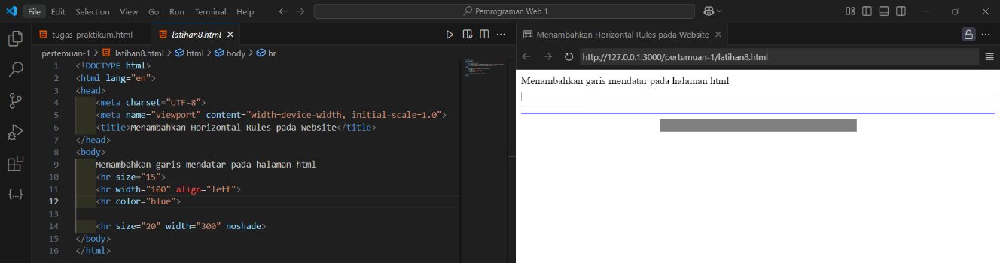 File Edit Selection View Go Run Terminal Help
Pemrograman Web 1
tugas-praktikum.html
latihan8.html
Menambahkan Horizontal Rules pada Website
pertemuan-1 > latihan8.html > html > body > hr
http://127.0.0.1:3000/pertemuan-1/latihan8.html
1 <!DOCTYPE html>
2 <html lang="en">
3 <head>
4 <meta charset="UTF-8">
5 <meta name="viewport" content="width=device-width, initial-scale=1.0">
6 <title>Menambahkan Horizontal Rules pada Website</title>
7 </head>
8 <body>
9 Menambahkan garis mendatar pada halaman html
10 <hr size="15">
11 <hr width="100" align="left">
12 <hr color="blue">
13
14 <hr size="20" width="300" noshade>
15 </body>
16 </html>
Menambahkan garis mendatar pada halaman html